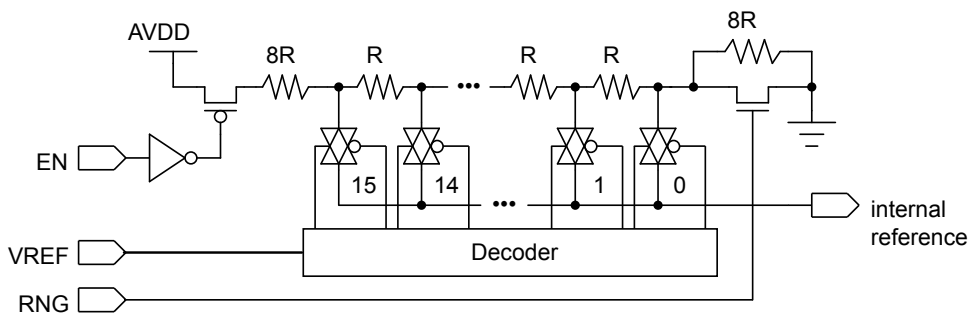 8R
AVDD
8R
R
•••
R
R
EN
15
14
1
0
•••
internal
reference
VREF
Decoder
RNG